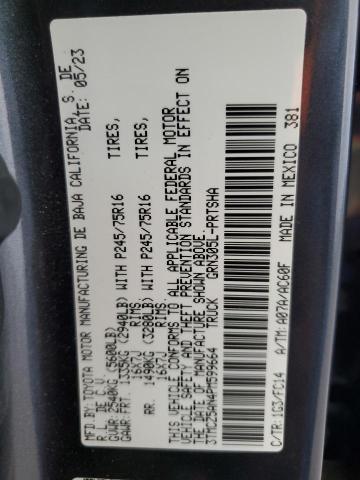 MFD.BY:TOYOTA MOTOR MANUFACTURING DE BAJA CALIFORNIA S. DE
R. L. DE C.V.                     Date: 05/23
GVWR: 2540KG (5600LB)
GAWR:FRT. 1335KG (2940LB) WITH P245/75R16 TIRES,
16X7J RIMS,
RR. 1490KG (3280LB) WITH P245/75R16 TIRES,
16X7J RIMS.
THIS VEHICLE CONFORMS TO ALL APPLICABLE FEDERAL MOTOR
VEHICLE SAFETY AND THEFT PREVENTION STANDARDS IN EFFECT ON
THE DATE OF MANUFACTURE SHOWN ABOVE.
3TMCZ5AN4PM599664 TRUCK GRN305L-PRTSHA
C/TR:1G3/FC14 A/TM:A07A/AC60F
MADE IN MEXICO 381